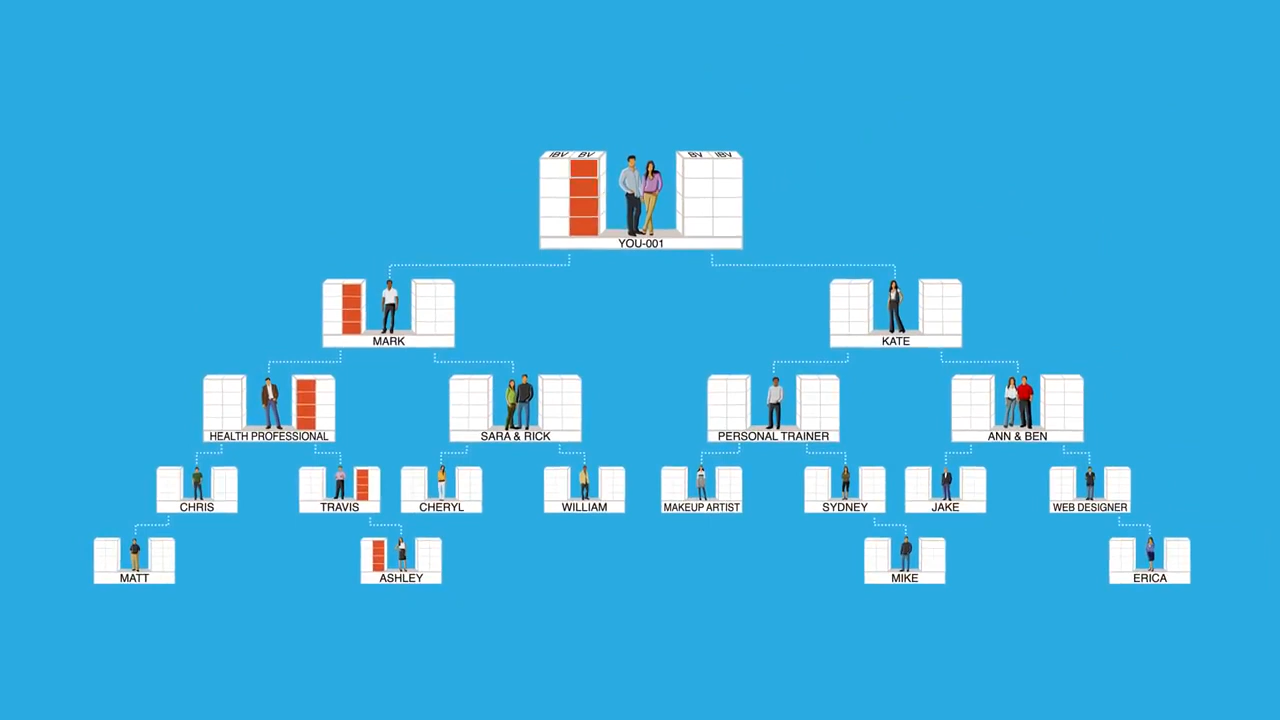 IBV BV BV IBV
YOU-001
MARK
KATE
HEALTH PROFESSIONAL
SARA & RICK
PERSONAL TRAINER
ANN & BEN
CHRIS
TRAVIS
CHERYL
WILLIAM
MAKEUP ARTIST
SYDNEY
JAKE
WEB DESIGNER
MATT
ASHLEY
MIKE
ERICA